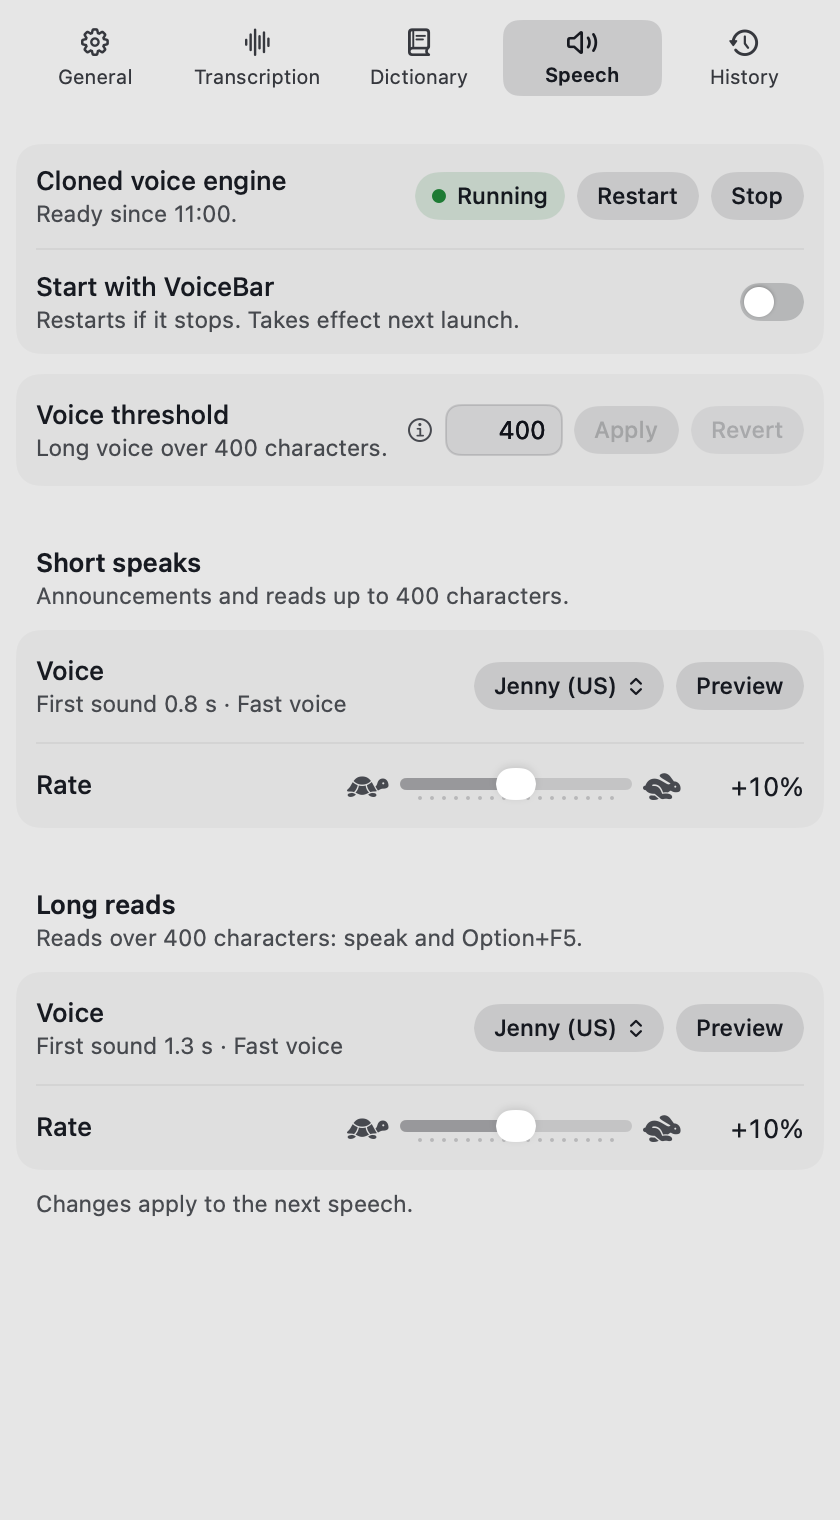 General
Transcription
Dictionary
Speech
History
Cloned voice engine
Ready since 11:00.
Running
Restart
Stop
Start with VoiceBar
Restarts if it stops. Takes effect next launch.
Voice threshold
Long voice over 400 characters.
400
Apply
Revert
Short speaks
Announcements and reads up to 400 characters.
Voice
First sound 0.8 s · Fast voice
Jenny (US)
Preview
Rate
+10%
Long reads
Reads over 400 characters: speak and Option+F5.
Voice
First sound 1.3 s · Fast voice
Jenny (US)
Preview
Rate
+10%
Changes apply to the next speech.